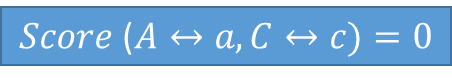 Score (A ↔ a, C ↔ c) = 0